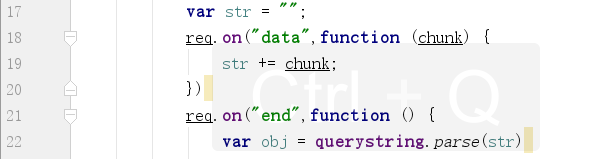 17 var str = "";
18 req.on("data",function (chunk) {
19 str += chunk;
20 })
21 req.on("end",function () {
22 var obj = querystring.parse(str)
Ctrl + Q